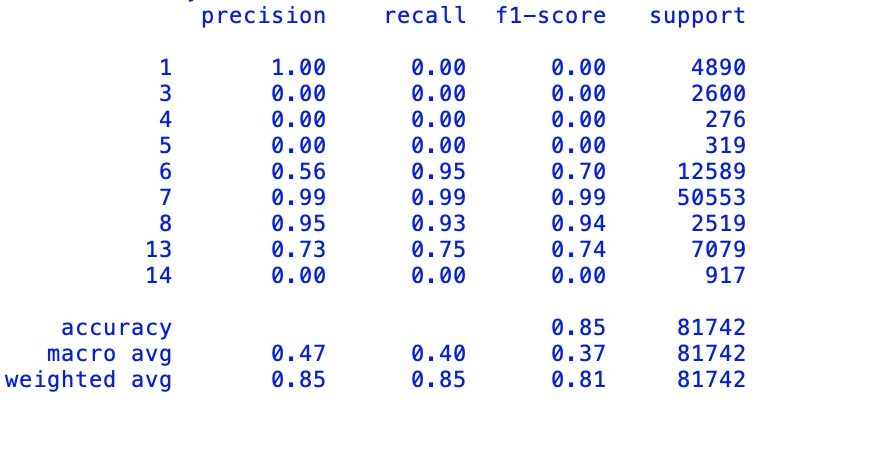 precision recall f1-score support
1 1.00 0.00 0.00 4890
3 0.00 0.00 0.00 2600
4 0.00 0.00 0.00 276
5 0.00 0.00 0.00 319
6 0.56 0.95 0.70 12589
7 0.99 0.99 0.99 50553
8 0.95 0.93 0.94 2519
13 0.73 0.75 0.74 7079
14 0.00 0.00 0.00 917
accuracy 0.85 81742
macro avg 0.47 0.40 0.37 81742
weighted avg 0.85 0.85 0.81 81742